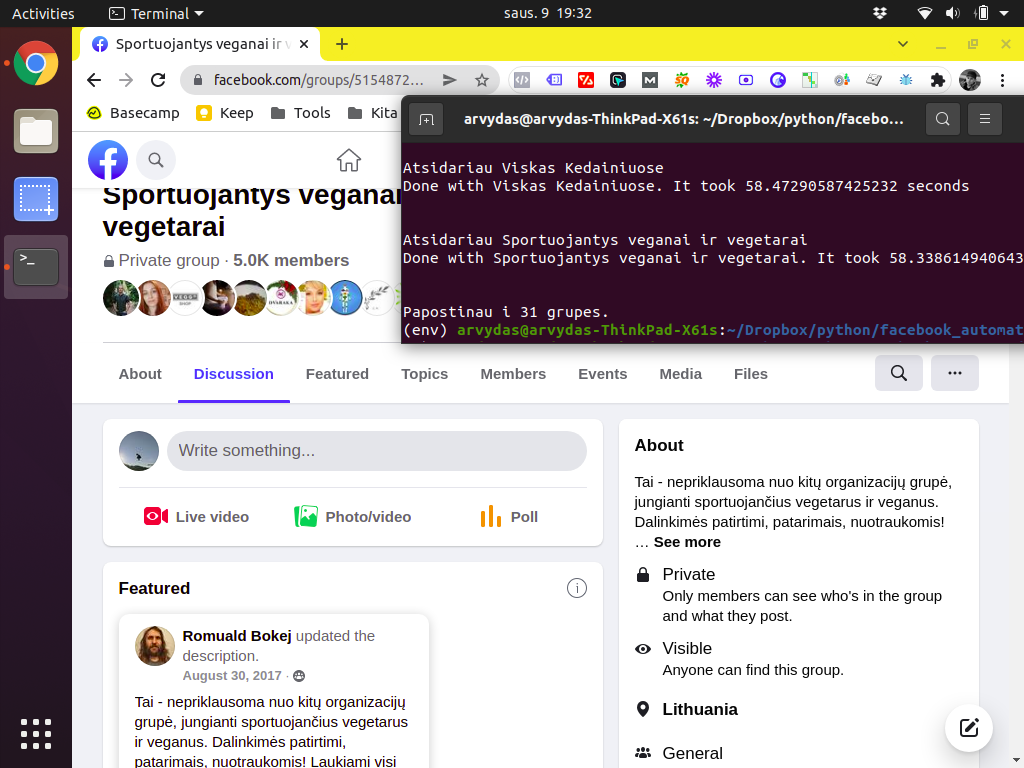 Activities
Terminal
saus. 9 19:32
Sportuojantys veganai ir v
facebook.com/groups/5154872...
Basecamp
Keep
Tools
Kita
arvydas@arvydas-ThinkPad-X61s: ~/Dropbox/python/facebo...
Atsidariau Viskas Kedainiuose
Done with Viskas Kedainiuose. It took 58.47290587425232 seconds
Atsidariau Sportuojantys veganai ir vegetarai
Done with Sportuojantys veganai ir vegetarai. It took 58.338614940643
Papostinau i 31 grupes.
(env) arvydas@arvydas-ThinkPad-X61s:~/Dropbox/python/facebook_automat
Sportuojantys veganai
vegetarai
Private group · 5.0K members
About
Discussion
Featured
Topics
Members
Events
Media
Files
Write something...
Live video
Photo/video
Poll
Featured
Romuald Bokej updated the
description.
August 30, 2017 ·
Tai - nepriklausoma nuo kitų organizacijų
grupė, jungianti sportuojančius vegetarus
ir veganus. Dalinkimės patirtimi,
patarimais, nuotraukomis! Laukiami visi
About
Tai - nepriklausoma nuo kitų organizacijų grupė,
jungianti sportuojančius vegetarus ir veganus.
Dalinkimės patirtimi, patarimais, nuotraukomis!
… See more
Private
Only members can see who's in the group
and what they post.
Visible
Anyone can find this group.
Lithuania
General